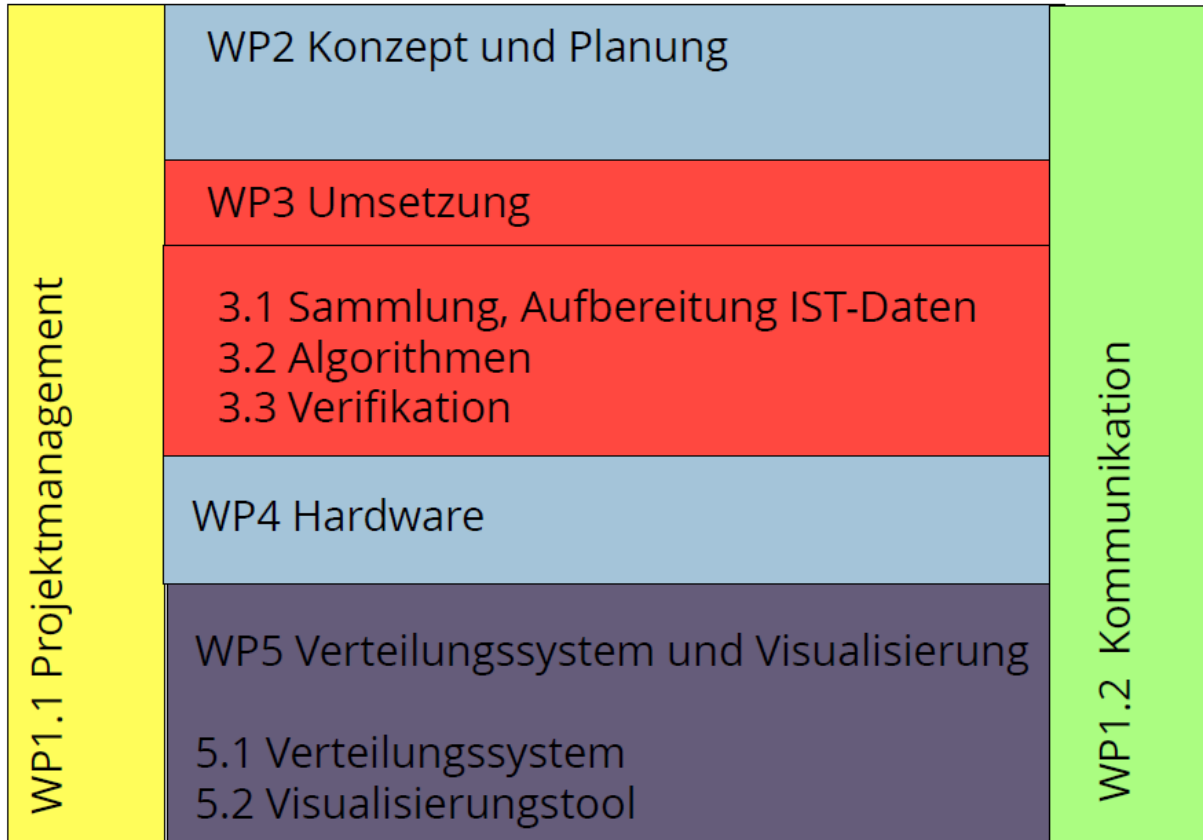 WP1.1 Projektmanagement
WP2 Konzept und Planung
WP3 Umsetzung
3.1 Sammlung, Aufbereitung IST-Daten
3.2 Algorithmen
3.3 Verifikation
WP4 Hardware
WP5 Verteilungssystem und Visualisierung
5.1 Verteilungssystem
5.2 Visualisierungstool
WP1.2 Kommunikation